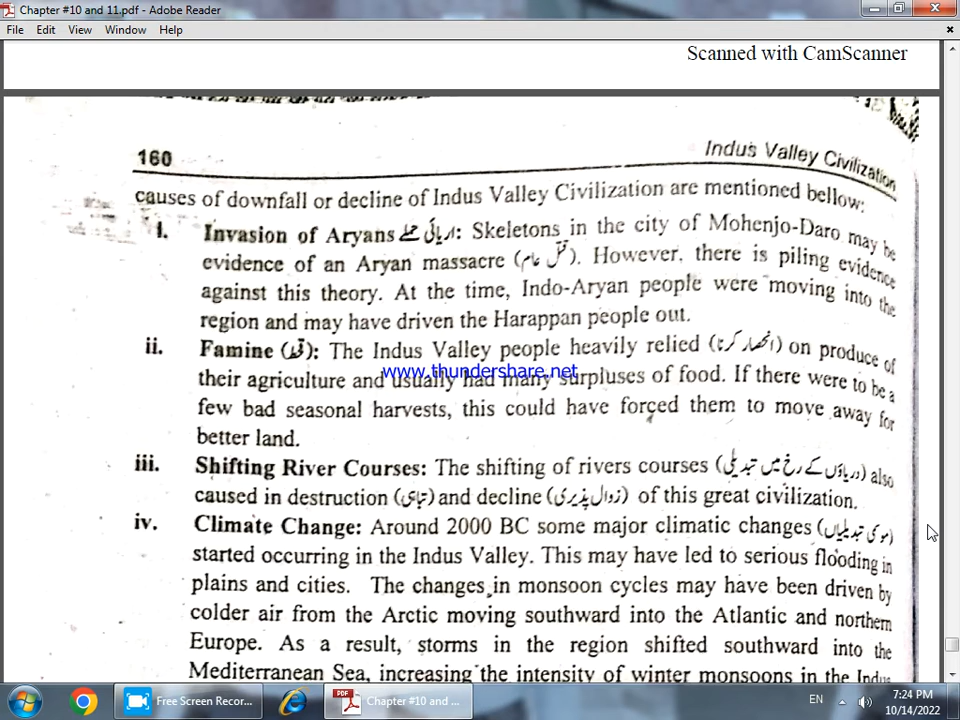 Chapter #10 and 11.pdf - Adobe Reader
File Edit View Window Help
Scanned with CamScanner
160
Indus Valley Civilization
causes of downfall or decline of Indus Valley Civilization are mentioned bellow:
i. Invasion of Aryans اریائی حملے: Skeletons in the city of Mohenjo-Daro may be
evidence of an Aryan massacre (قتل عام). However, there is piling evidence
against this theory. At the time, Indo-Aryan people were moving into the
region and may have driven the Harappan people out.
ii. Famine (قحط): The Indus Valley people heavily relied (انحصار کرنا) on produce of
www.thundershare.net
their agriculture and usually had many surpluses of food. If there were to be a
few bad seasonal harvests, this could have forced them to move away for
better land.
iii. Shifting River Courses: The shifting of rivers courses (دریاؤں کے رخ میں تبدیلی) also
caused in destruction (تباہی) and decline (زوال پذیری) of this great civilization.
iv. Climate Change: Around 2000 BC some major climatic changes (موسمی تبدیلیاں)
started occurring in the Indus Valley. This may have led to serious flooding in
plains and cities. The changes in monsoon cycles may have been driven by
colder air from the Arctic moving southward into the Atlantic and northern
Europe. As a result, storms in the region shifted southward into the
Mediterranean Sea, increasing the intensity of winter monsoons in the Indus
Free Screen Recor... Chapter #10 and ... EN 7:24 PM
10/14/2022